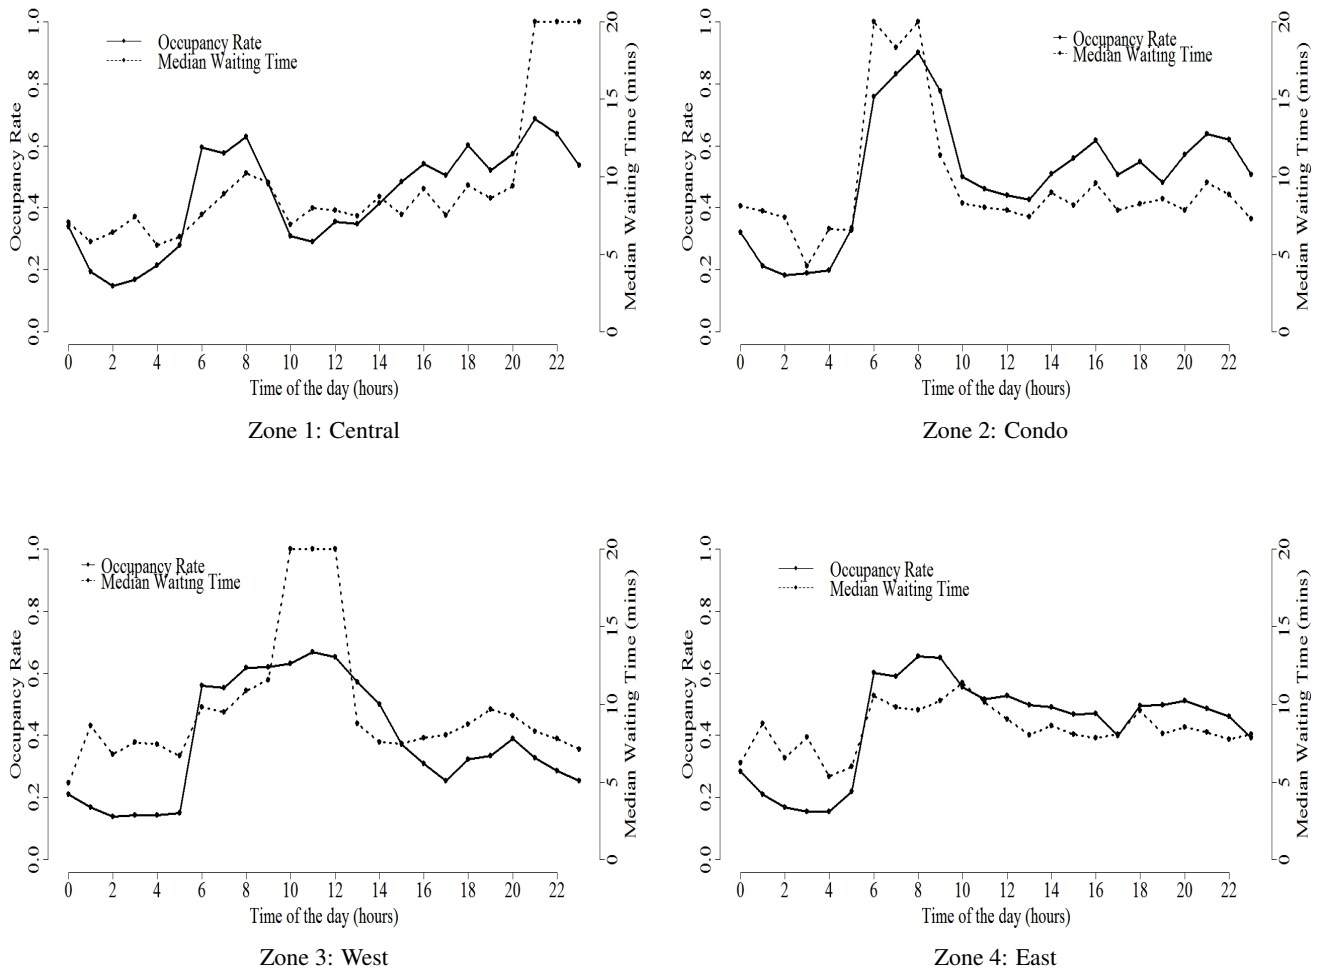 Occupancy Rate
Median Waiting Time
Occupancy Rate
0.0 0.2 0.4 0.6 0.8 1.0
0 5 10 15 20
Median Waiting Time (mins)
0 2 4 6 8 10 12 14 16 18 20 22
Time of the day (hours)
Zone 1: Central
Occupancy Rate
Median Waiting Time
Occupancy Rate
0.0 0.2 0.4 0.6 0.8 1.0
0 5 10 15 20
Median Waiting Time (mins)
0 2 4 6 8 10 12 14 16 18 20 22
Time of the day (hours)
Zone 2: Condo
Occupancy Rate
Median Waiting Time
Occupancy Rate
0.0 0.2 0.4 0.6 0.8 1.0
0 5 10 15 20
Median Waiting Time (mins)
0 2 4 6 8 10 12 14 16 18 20 22
Time of the day (hours)
Zone 3: West
Occupancy Rate
Median Waiting Time
Occupancy Rate
0.0 0.2 0.4 0.6 0.8 1.0
0 5 10 15 20
Median Waiting Time (mins)
0 2 4 6 8 10 12 14 16 18 20 22
Time of the day (hours)
Zone 4: East